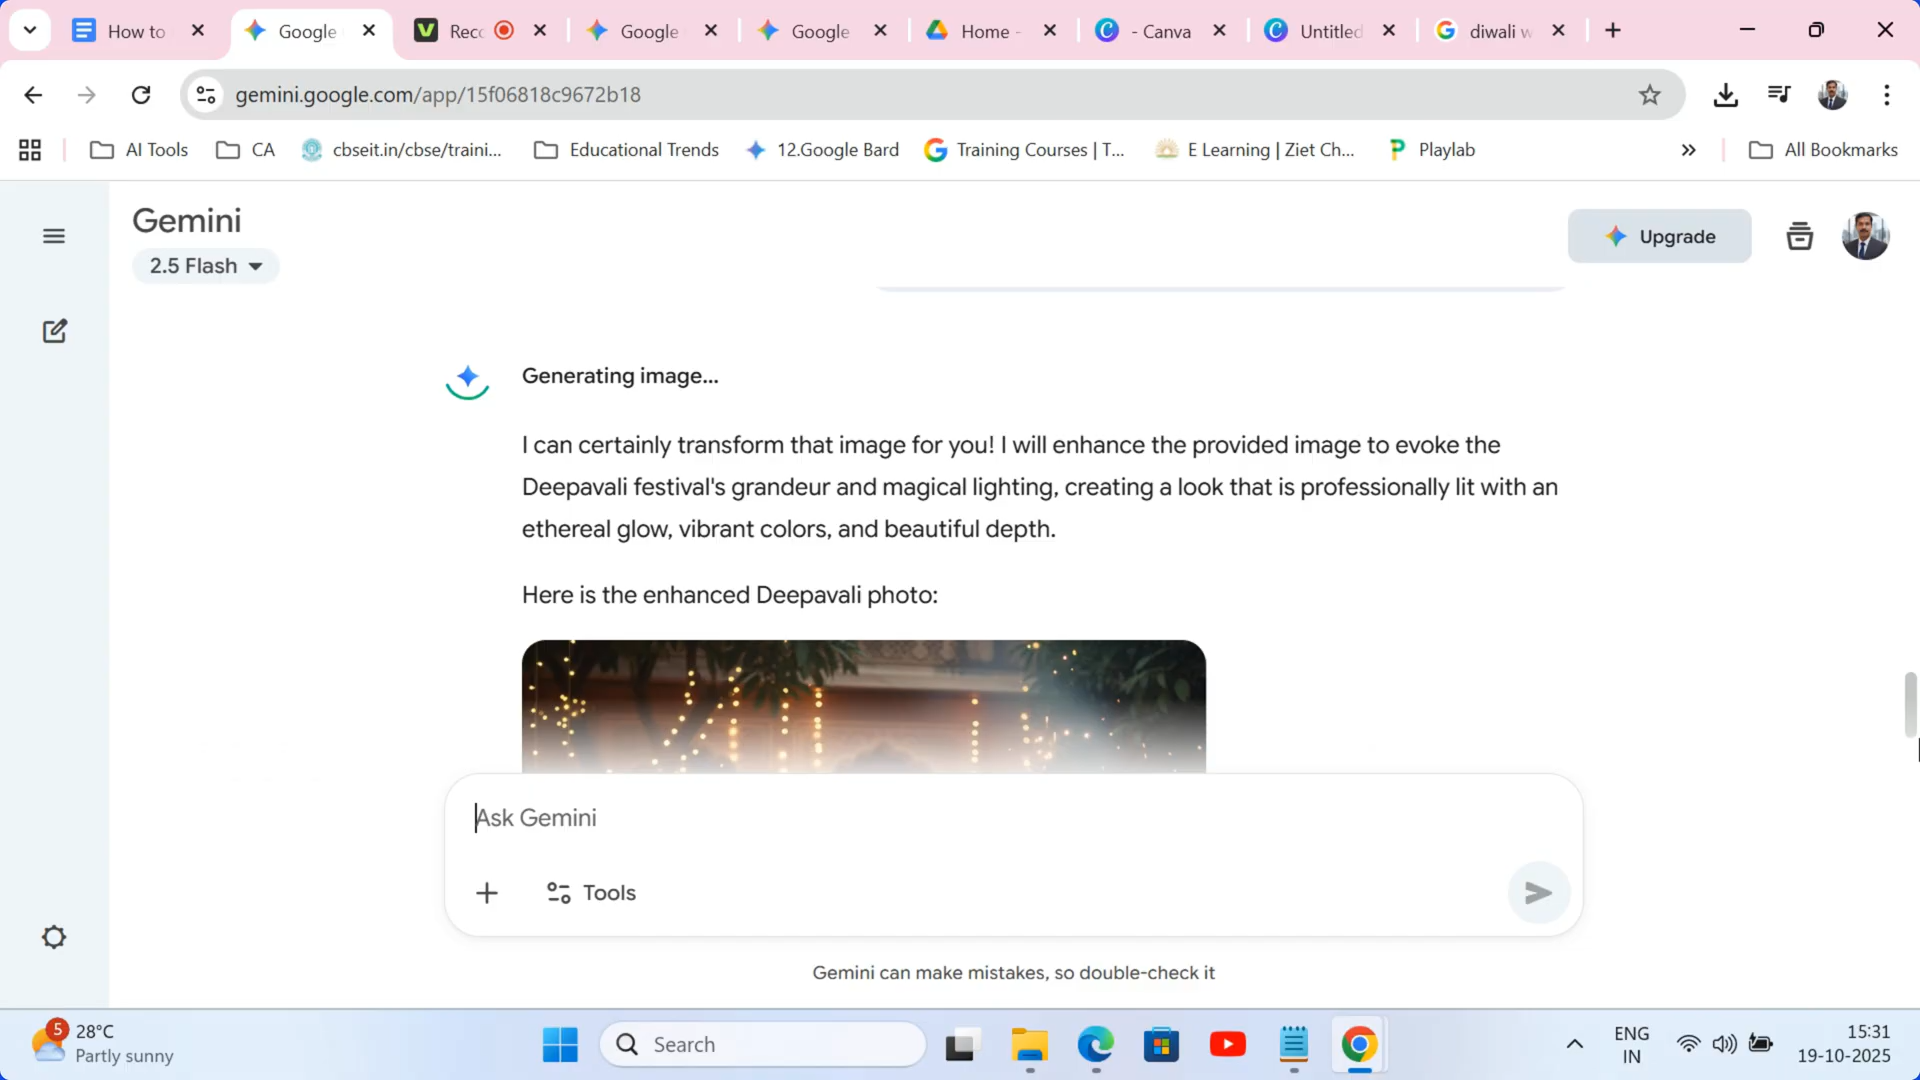 How to
Google
Rec
Google
Google
Home -
- Canva
Untitled
diwali w
gemini.google.com/app/15f06818c9672b18
AI Tools
CA
cbseit.in/cbse/traini...
Educational Trends
12.Google Bard
Training Courses | T...
E Learning | Ziet Ch...
Playlab
All Bookmarks
Gemini
2.5 Flash
Upgrade
Generating image...
I can certainly transform that image for you! I will enhance the provided image to evoke the
Deepavali festival's grandeur and magical lighting, creating a look that is professionally lit with an
ethereal glow, vibrant colors, and beautiful depth.
Here is the enhanced Deepavali photo:
Ask Gemini
Tools
Gemini can make mistakes, so double-check it
5
28°C
Partly sunny
Search
ENG
IN
15:31
19-10-2025